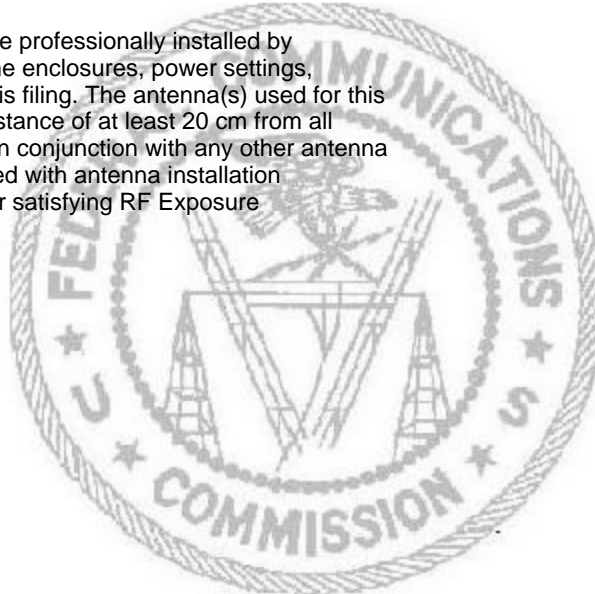 e professionally installed by
ne enclosures, power settings,
is filing. The antenna(s) used for this
stance of at least 20 cm from all
n conjunction with any other antenna
ed with antenna installation
r satisfying RF Exposure
FEDERAL COMMUNICATIONS
U S
COMMISSION